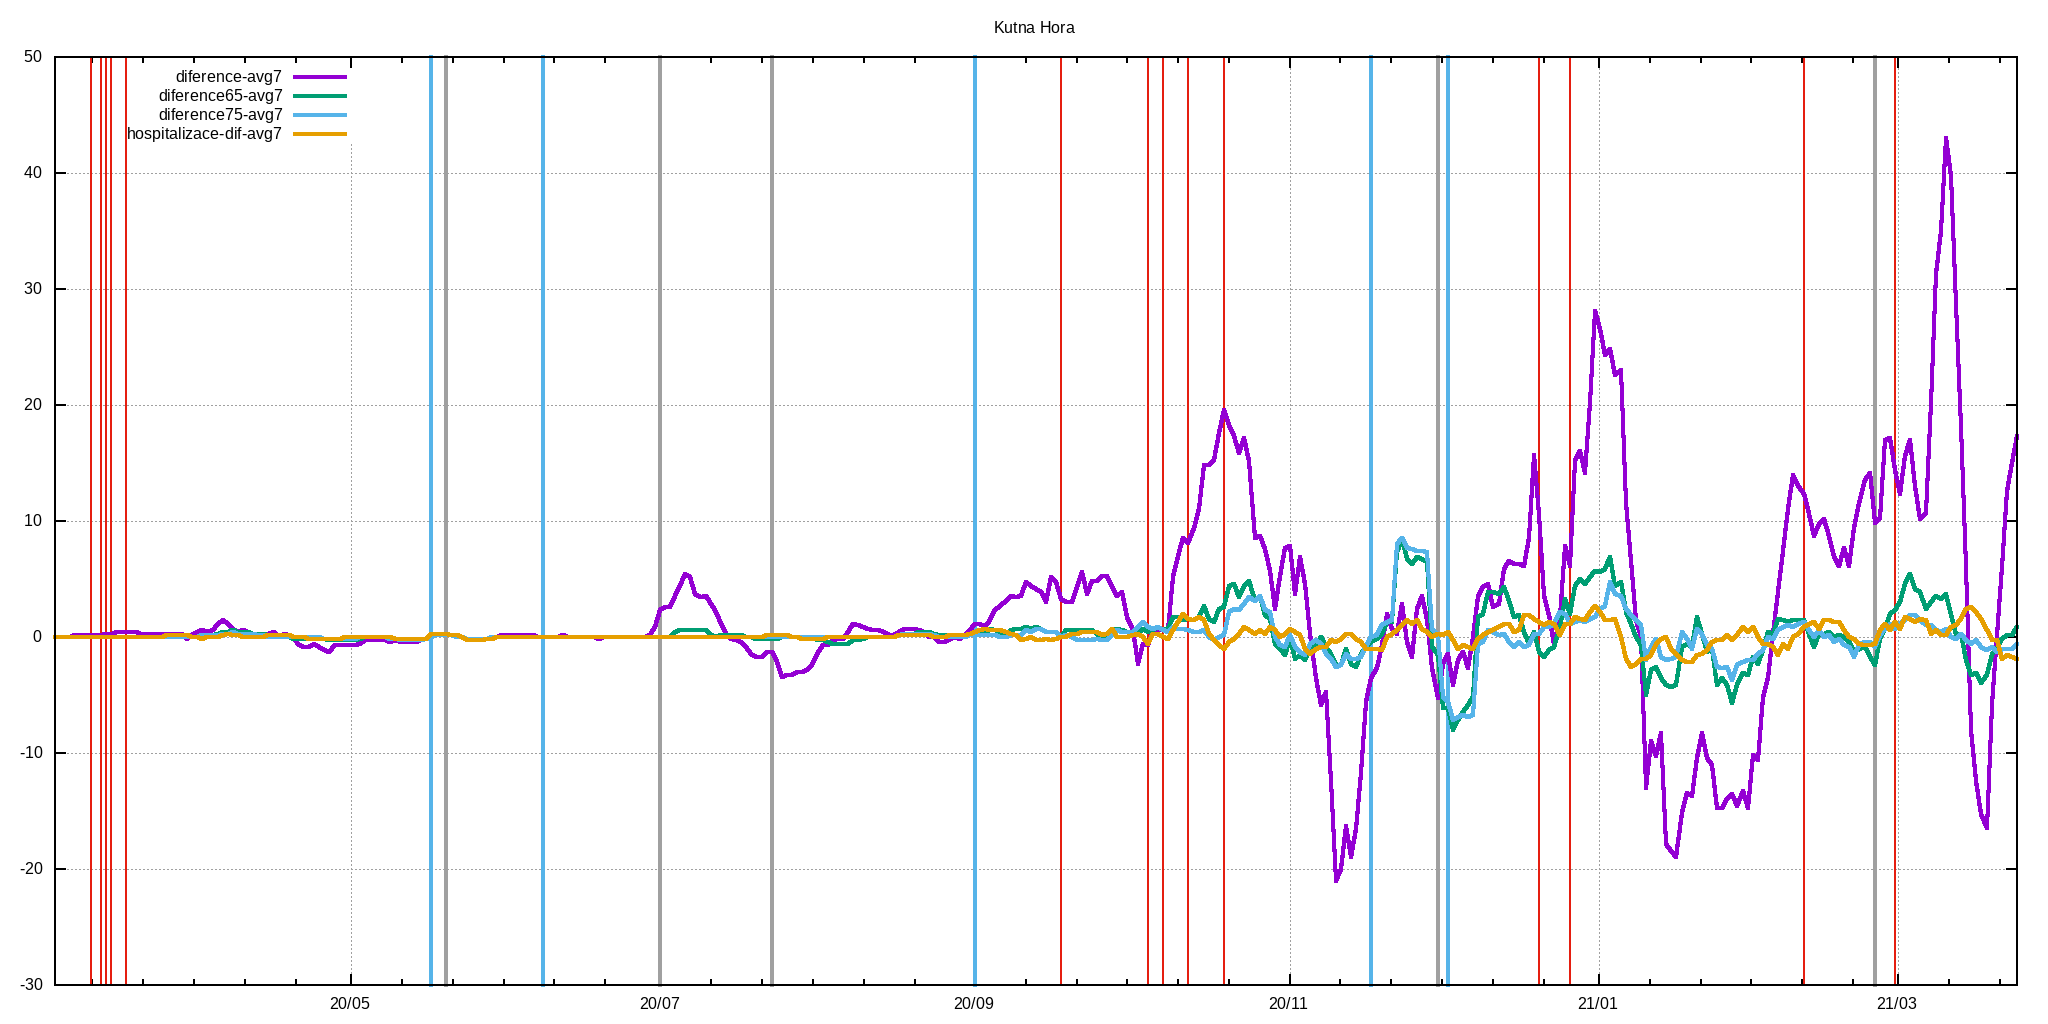 Kutna Hora
diference-avg7
diference65-avg7
diference75-avg7
hospitalizace-dif-avg7
50
40
30
20
10
0
-10
-20
-30
20/05 20/07 20/09 20/11 21/01 21/03